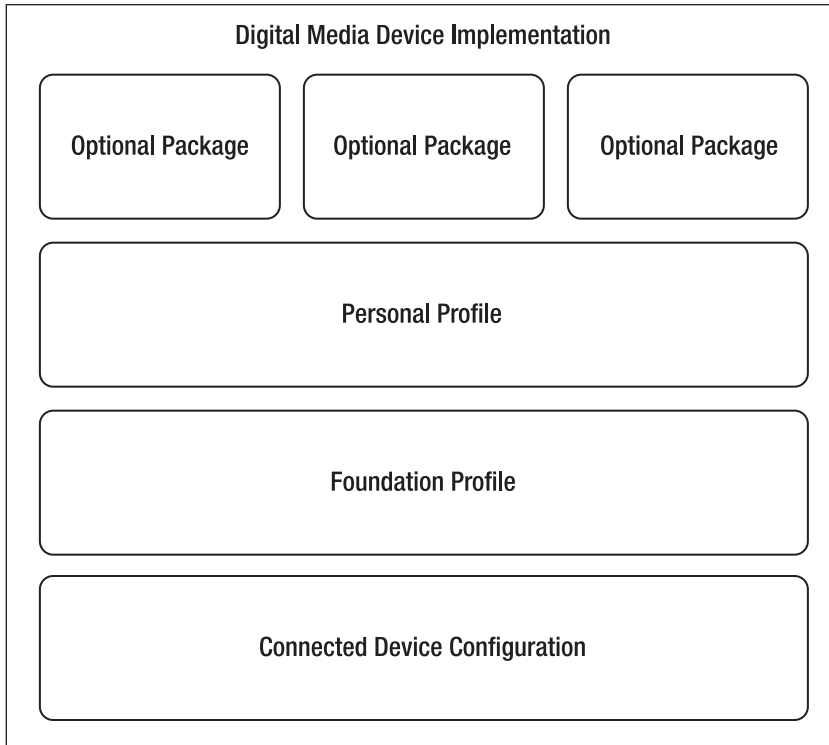 Digital Media Device Implementation
Optional Package
Optional Package
Optional Package
Personal Profile
Foundation Profile
Connected Device Configuration